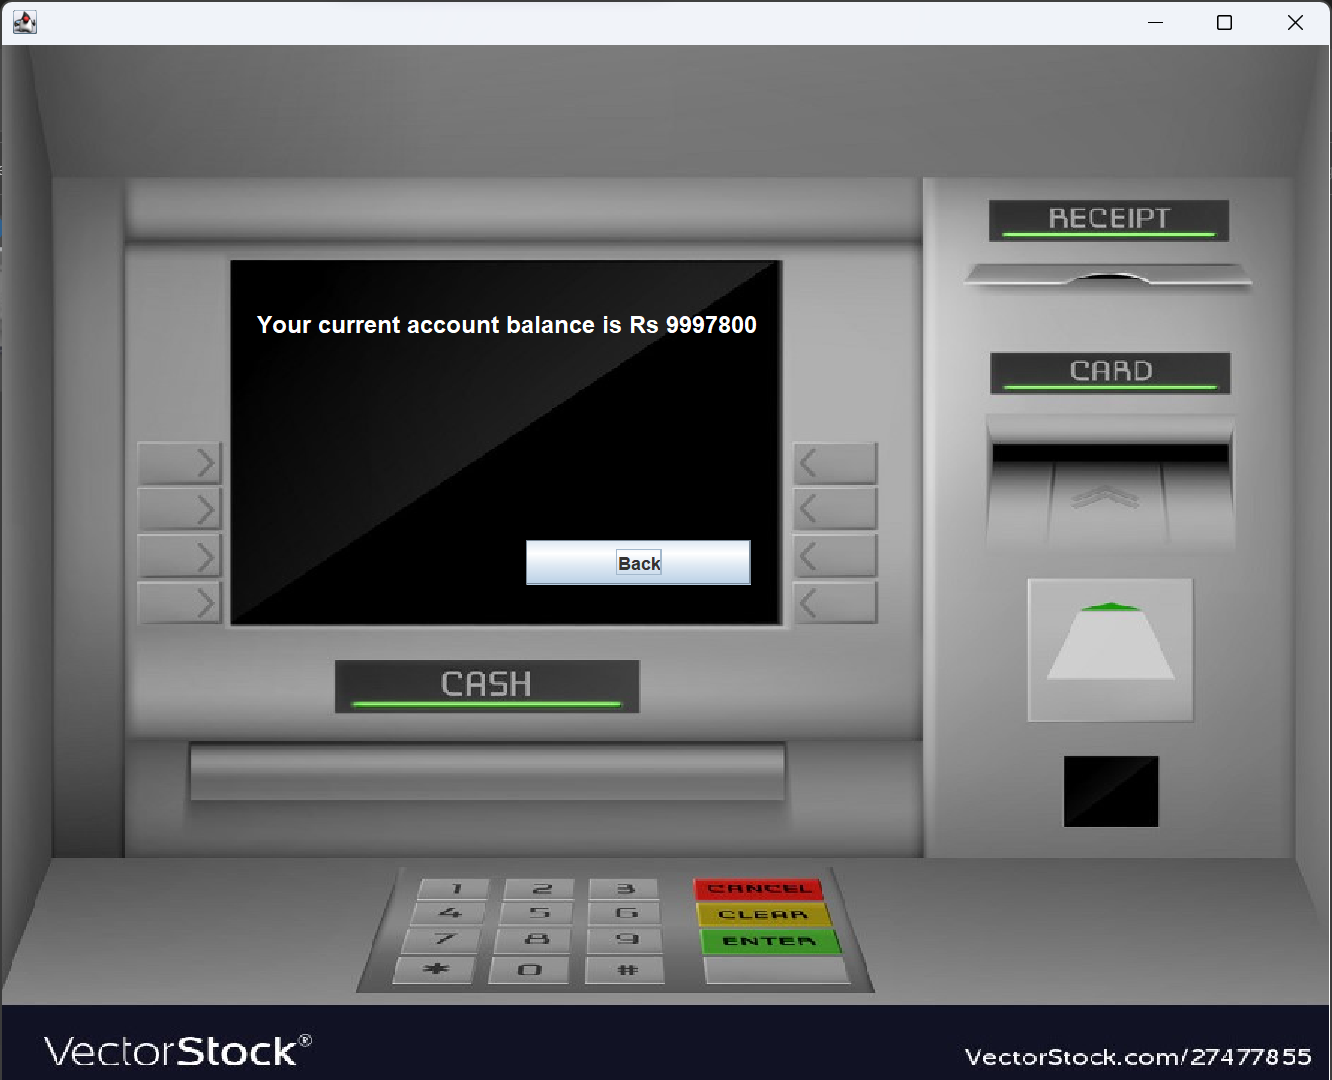 RECEIPT
Your current account balance is Rs 9997800
CARD
Back
CASH
1 2 3 CANCEL
4 5 6 CLEAR
7 8 9 ENTER
* 0 #
VectorStock®
VectorStock.com/27477855